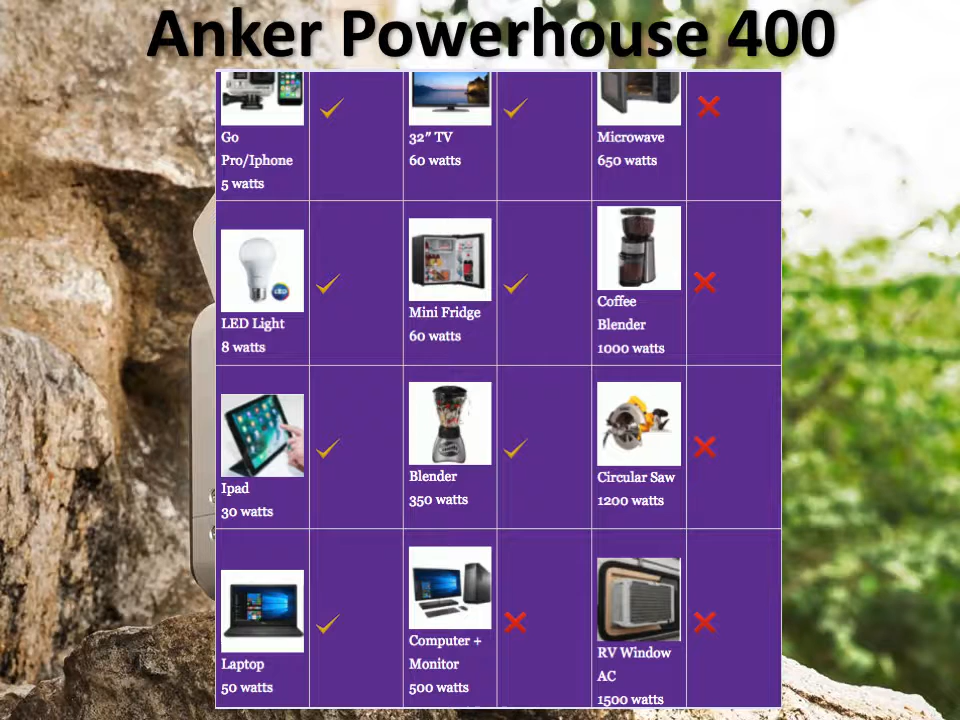 Anker Powerhouse 400
Go
Pro/Iphone
5 watts
32″ TV
60 watts
Microwave
650 watts
LED Light
8 watts
Mini Fridge
60 watts
Coffee
Blender
1000 watts
Ipad
30 watts
Blender
350 watts
Circular Saw
1200 watts
Laptop
50 watts
Computer +
Monitor
500 watts
RV Window
AC
1500 watts